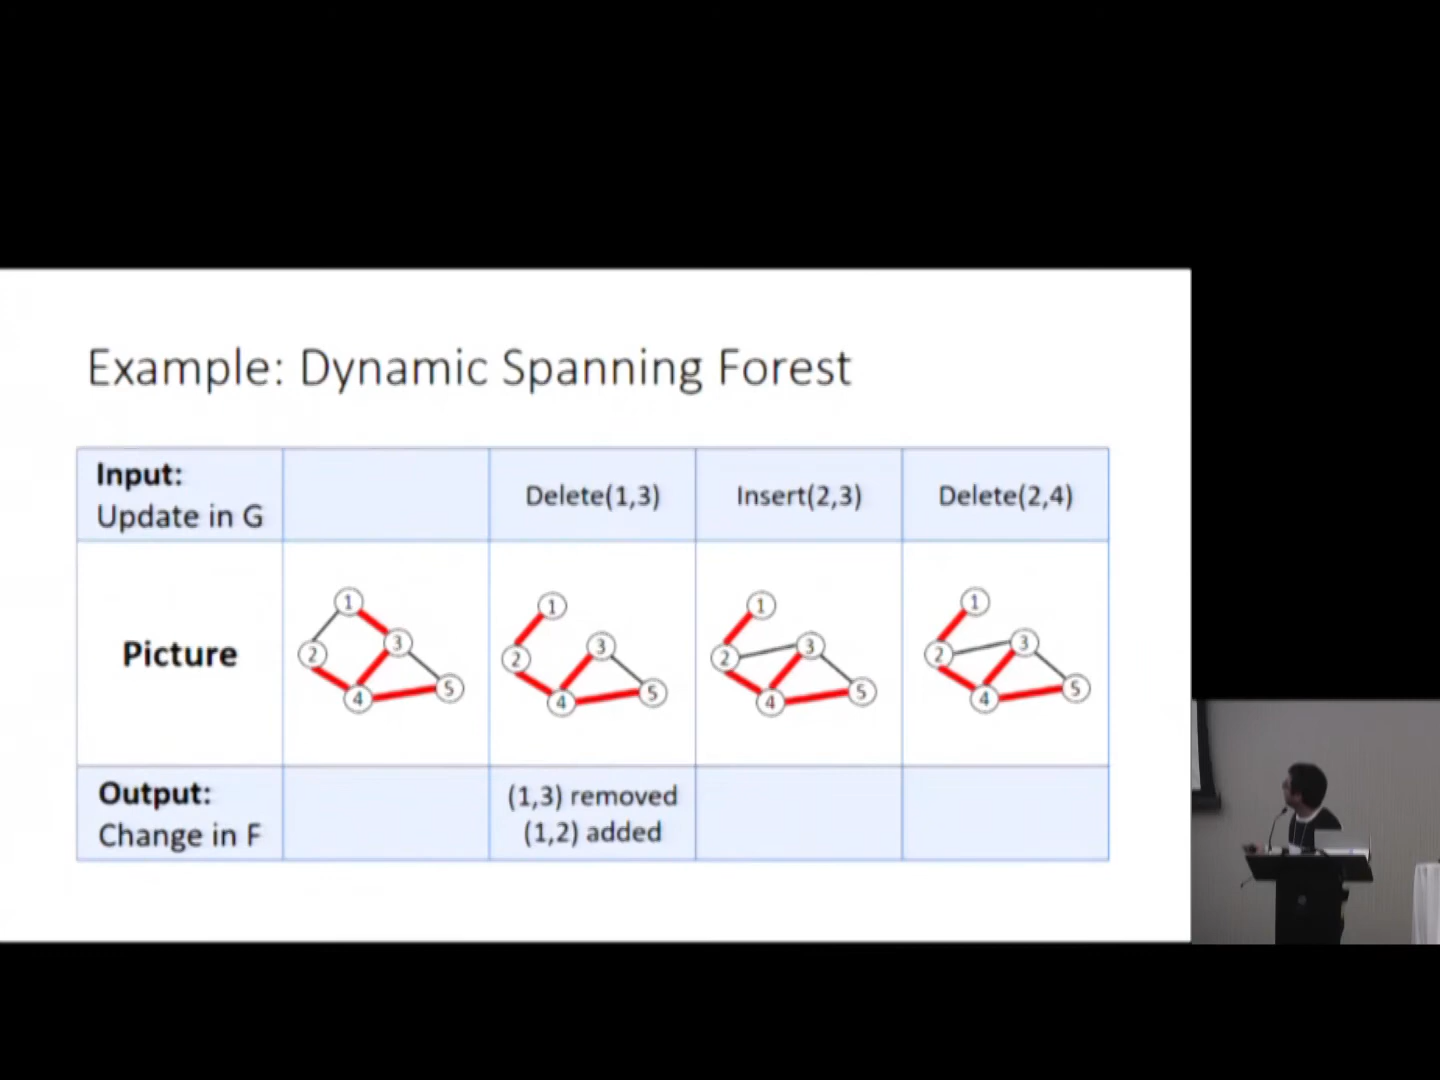 Example: Dynamic Spanning Forest
Input:
Update in G
Delete(1,3)
Insert(2,3)
Delete(2,4)
Picture
1
2
3
4
5
1
2
3
4
5
1
2
3
4
5
1
2
3
4
5
Output:
Change in F
(1,3) removed
(1,2) added